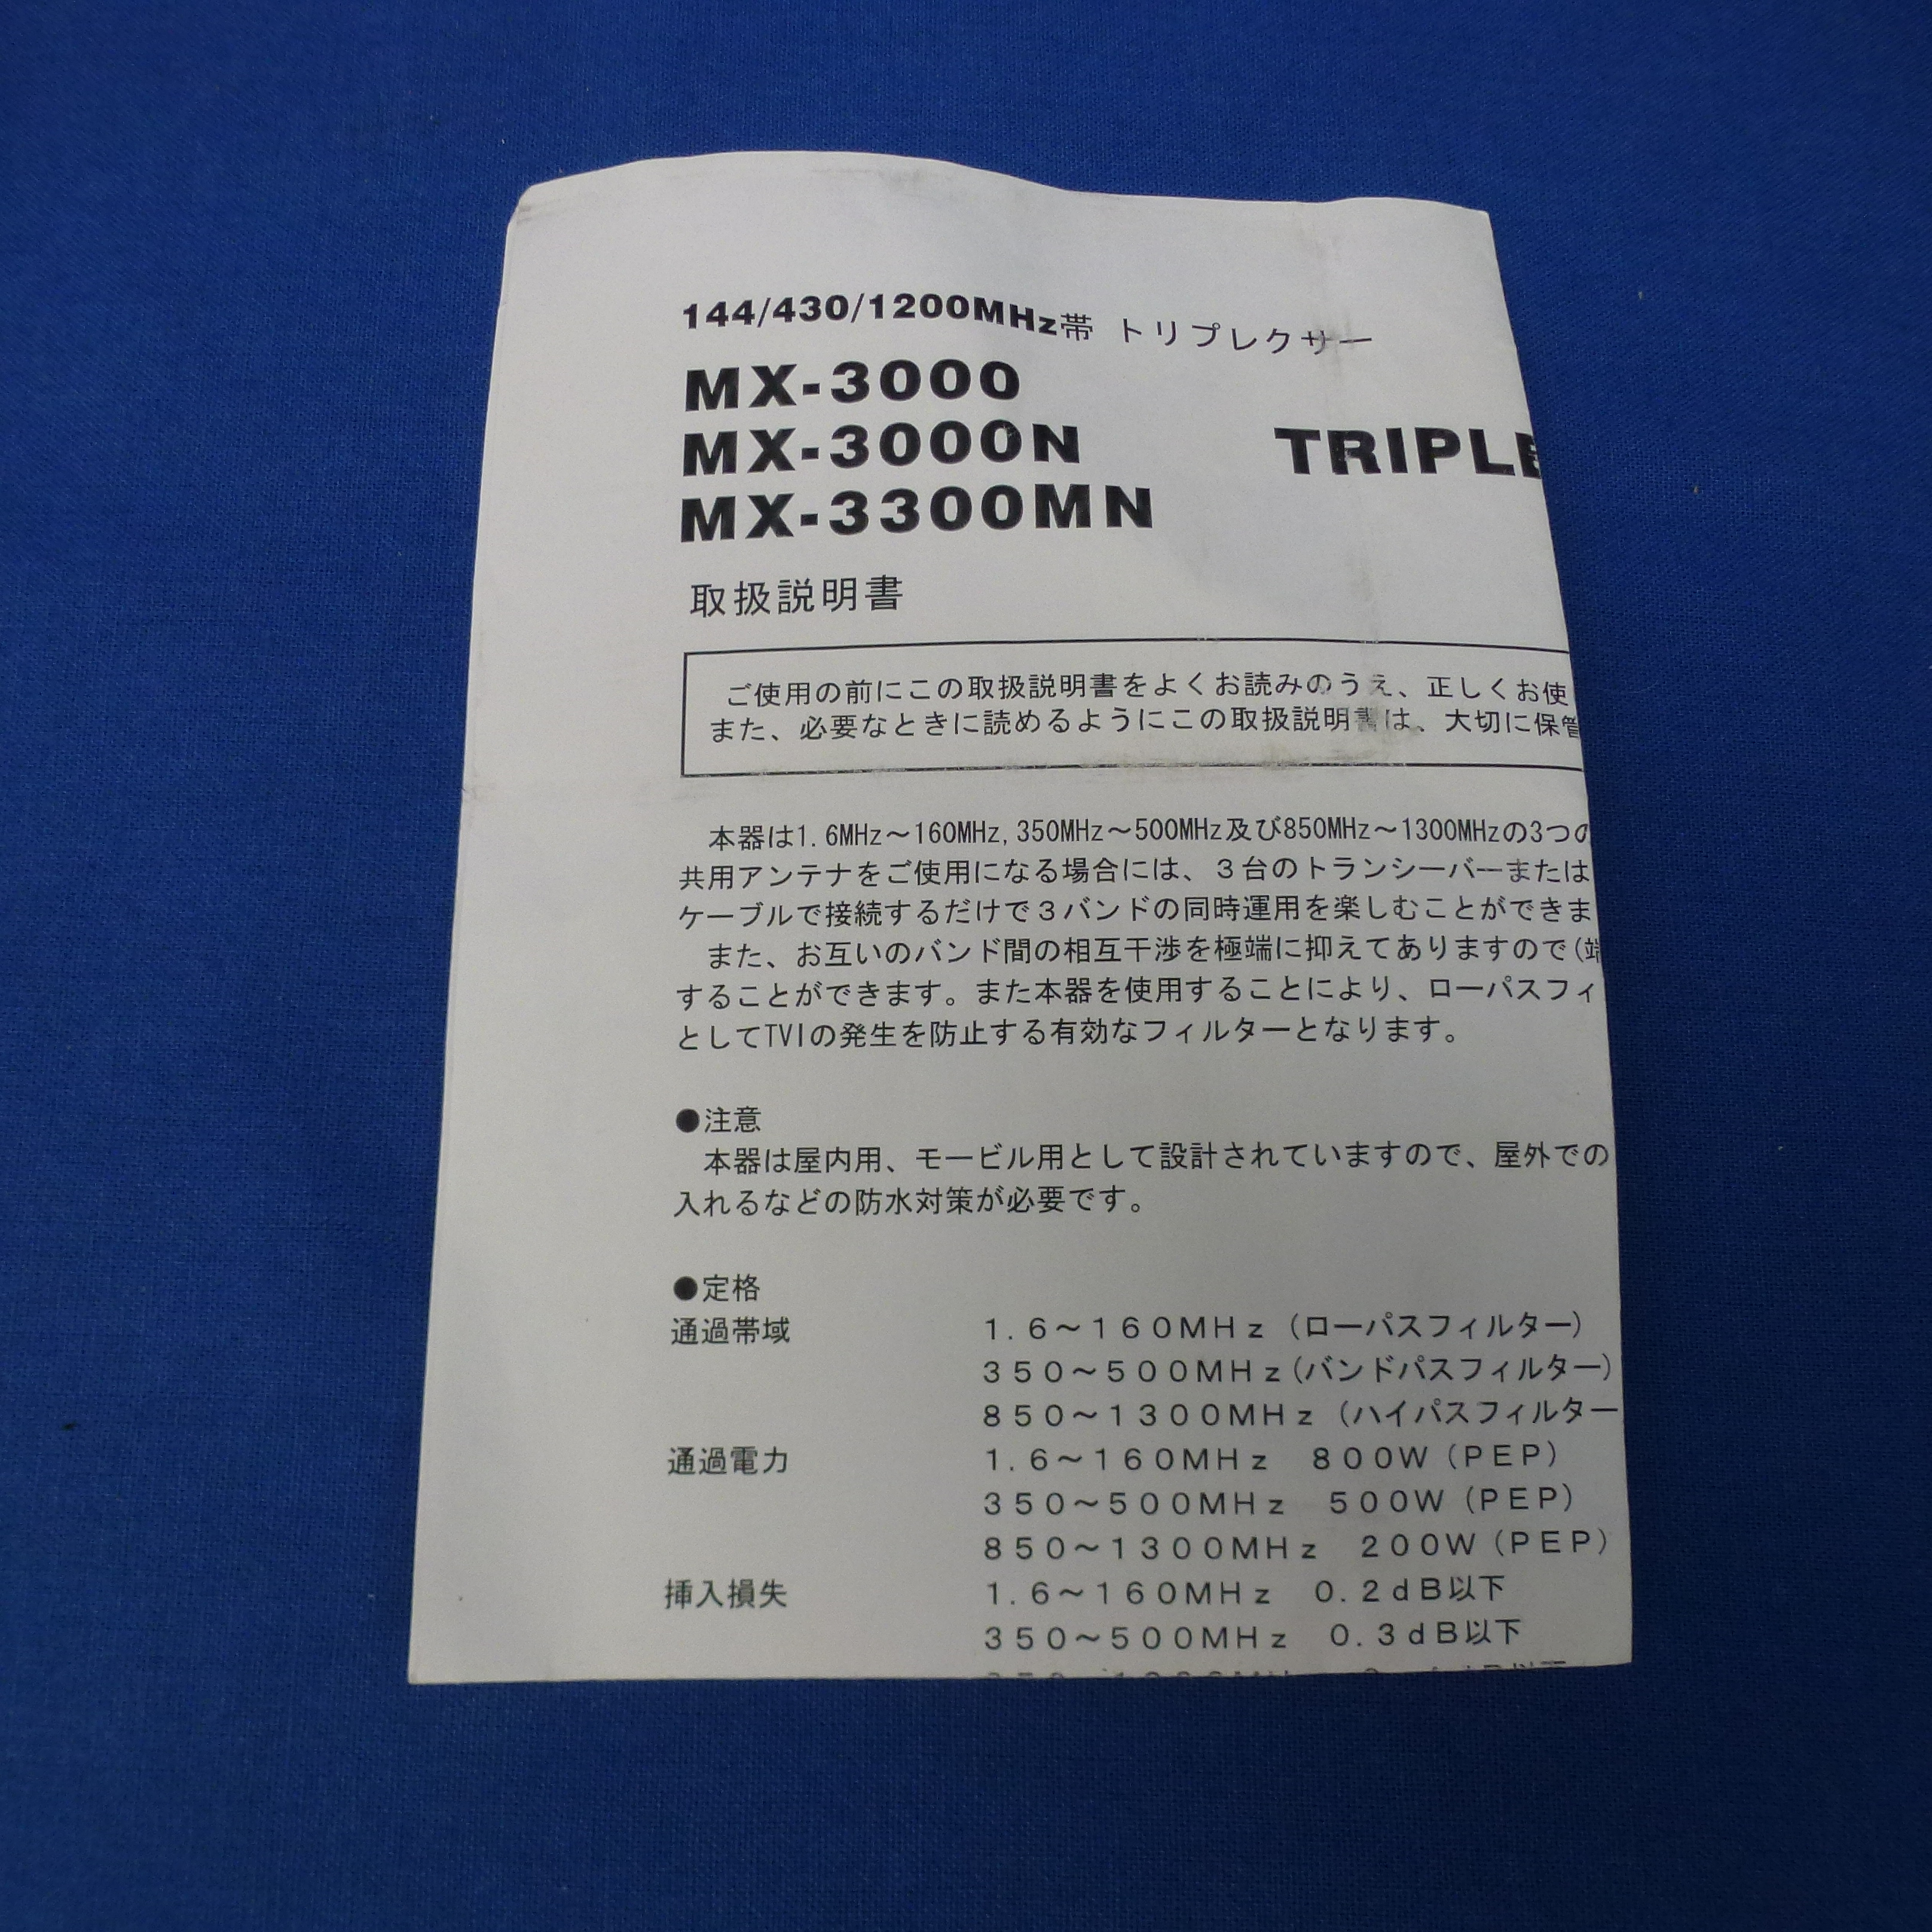 144/430/1200MHz帯 トリプレクサー
MX-3000
MX-3000N
MX-3300MN
TRIPLE
取扱説明書
ご使用の前にこの取扱説明書をよくお読みのうえ、正しくお使
また、必要なときに読めるようにこの取扱説明書は、大切に保管
本器は1.6MHz～160MHz,350MHz～500MHz及び850MHz～1300MHzの3つの
共用アンテナをご使用になる場合には、３台のトランシーバーまたは
ケーブルで接続するだけで３バンドの同時運用を楽しむことができま
また、お互いのバンド間の相互干渉を極端に抑えてありますので(端
することができます。また本器を使用することにより、ローパスフィ
としてTVIの発生を防止する有効なフィルターとなります。
●注意
本器は屋内用、モービル用として設計されていますので、屋外での
入れるなどの防水対策が必要です。
●定格
通過帯域 １.６～１６０ＭＨｚ（ローパスフィルター）
３５０～５００ＭＨｚ（バンドパスフィルター）
８５０～１３００ＭＨｚ（ハイパスフィルター
通過電力 １.６～１６０ＭＨｚ ８００Ｗ（ＰＥＰ）
３５０～５００ＭＨｚ ５００Ｗ（ＰＥＰ）
８５０～１３００ＭＨｚ ２００Ｗ（ＰＥＰ）
挿入損失 １.６～１６０ＭＨｚ ０.２ｄＢ以下
３５０～５００ＭＨｚ ０.３ｄＢ以下